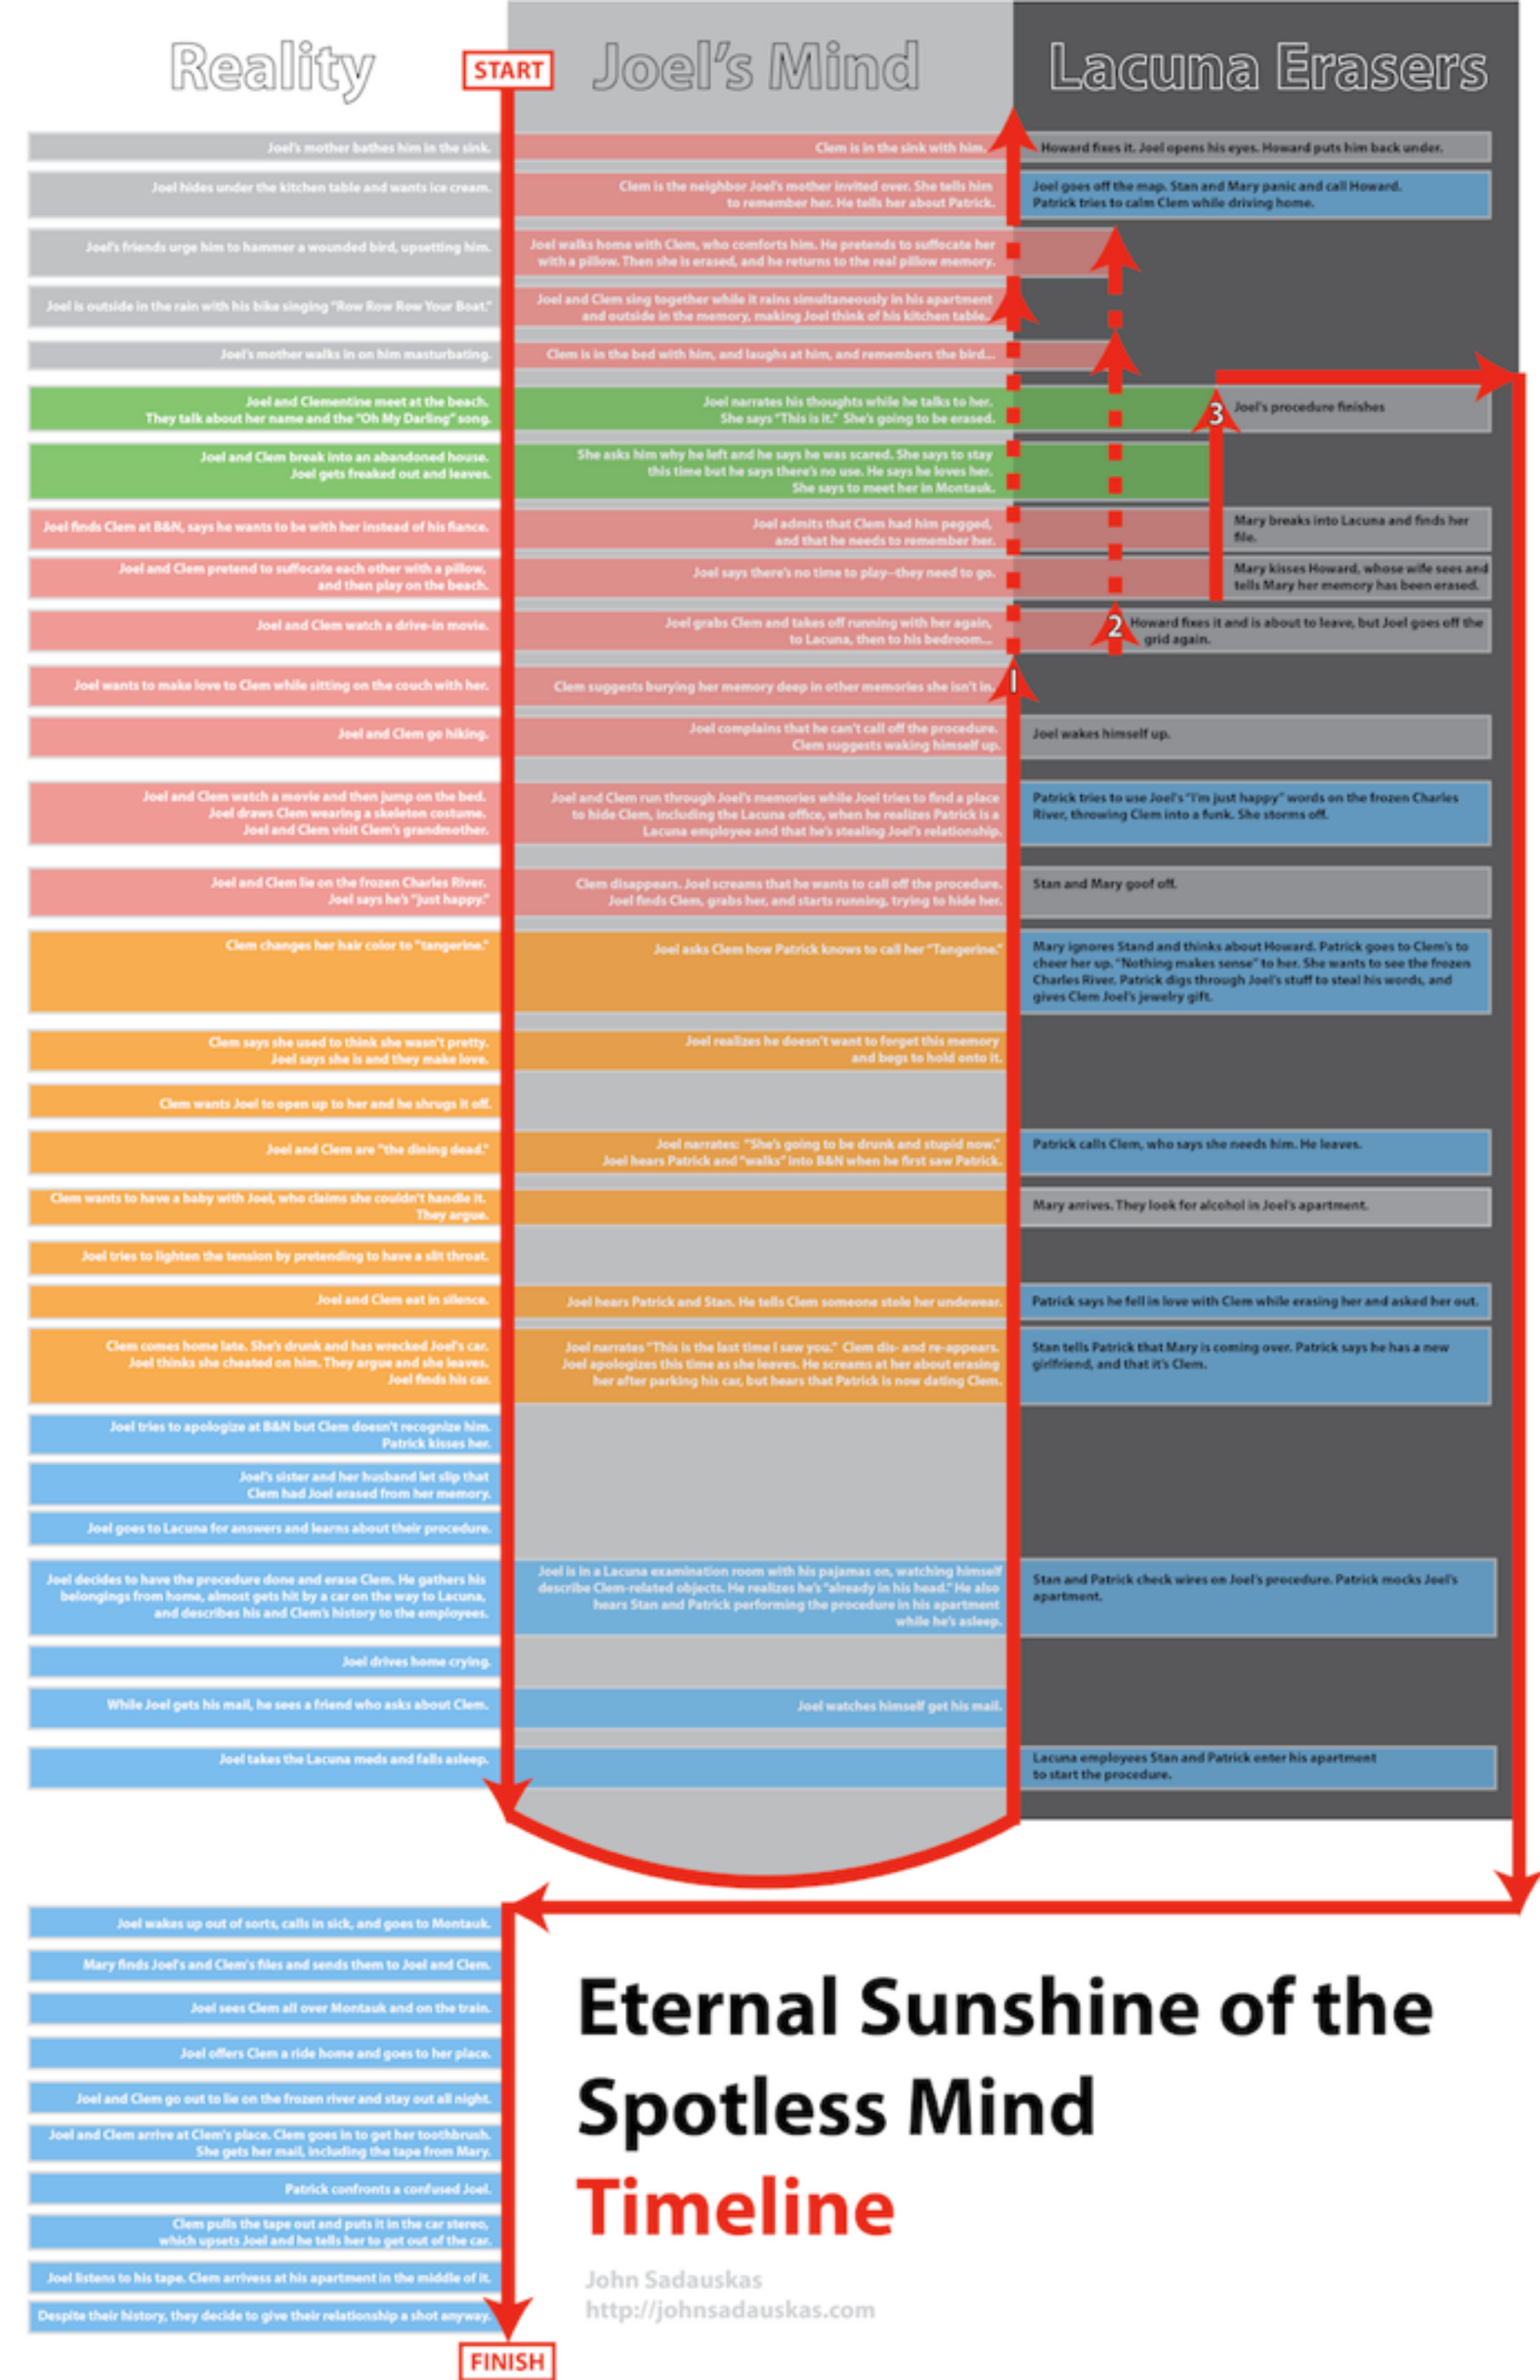 Reality
START
Joel's Mind
Lacuna Erasers
Joel's mother bathes him in the sink.
Clem is in the sink with him.
Howard fixes it. Joel opens his eyes. Howard puts him back under.
Joel hides under the kitchen table and wants ice cream.
Clem is the neighbor Joel's mother invited over. She tells him
to remember her. He tells her about Patrick.
Joel goes off the map. Stan and Mary panic and call Howard.
Patrick tries to calm Clem while driving home.
Joel's friends urge him to hammer a wounded bird, upsetting him.
Joel walks home with Clem, who comforts him. He pretends to suffocate her
with a pillow. Then she is erased, and he returns to the real pillow memory.
Joel is outside in the rain with his bike singing "Row Row Row Your Boat."
Joel and Clem sing together while it rains simultaneously in his apartment
and outside in the memory, making Joel think of his kitchen table...
Joel's mother walks in on him masturbating.
Clem is in the bed with him, and laughs at him, and remembers the bird...
Joel and Clementine meet at the beach.
They talk about her name and the "Oh My Darling" song.
Joel narrates his thoughts while he talks to her.
She says "This is it." She's going to be erased.
3
Joel's procedure finishes
Joel and Clem break into an abandoned house.
Joel gets freaked out and leaves.
She asks him why he left and he says he was scared. She says to stay
this time but he says there's no use. He says he loves her.
She says to meet her in Montauk.
Joel finds Clem at B&N, says he wants to be with her instead of his fiance.
Joel admits that Clem had him pegged,
and that he needs to remember her.
Mary breaks into Lacuna and finds her
file.
Joel and Clem pretend to suffocate each other with a pillow,
and then play on the beach.
Joel says there's no time to play--they need to go.
Mary kisses Howard, whose wife sees and
tells Mary her memory has been erased.
Joel and Clem watch a drive-in movie.
Joel grabs Clem and takes off running with her again,
to Lacuna, then to his bedroom...
2
Howard fixes it and is about to leave, but Joel goes off the
grid again.
Joel wants to make love to Clem while sitting on the couch with her.
Clem suggests burying her memory deep in other memories she isn't in.
1
Joel and Clem go hiking.
Joel complains that he can't call off the procedure.
Clem suggests waking himself up.
Joel wakes himself up.
Joel and Clem watch a movie and then jump on the bed.
Joel draws Clem wearing a skeleton costume.
Joel and Clem visit Clem's grandmother.
Joel and Clem run through Joel's memories while Joel tries to find a place
to hide Clem, including the Lacuna office, when he realizes Patrick is a
Lacuna employee and that he's stealing Joel's relationship.
Patrick tries to use Joel's "I'm just happy" words on the frozen Charles
River, throwing Clem into a funk. She storms off.
Joel and Clem lie on the frozen Charles River.
Joel says he's "just happy."
Clem disappears. Joel screams that he wants to call off the procedure.
Joel finds Clem, grabs her, and starts running, trying to hide her.
Stan and Mary goof off.
Clem changes her hair color to "tangerine."
Joel asks Clem how Patrick knows to call her "Tangerine."
Mary ignores Stand and thinks about Howard. Patrick goes to Clem's to
cheer her up. "Nothing makes sense" to her. She wants to see the frozen
Charles River. Patrick digs through Joel's stuff to steal his words, and
gives Clem Joel's jewelry gift.
Clem says she used to think she wasn't pretty.
Joel says she is and they make love.
Joel realizes he doesn't want to forget this memory
and begs to hold onto it.
Clem wants Joel to open up to her and he shrugs it off.
Joel and Clem are "the dining dead."
Joel narrates: "She's going to be drunk and stupid now."
Joel hears Patrick and "walks" into B&N when he first saw Patrick.
Patrick calls Clem, who says she needs him. He leaves.
Clem wants to have a baby with Joel, who claims she couldn't handle it.
They argue.
Mary arrives. They look for alcohol in Joel's apartment.
Joel tries to lighten the tension by pretending to have a slit throat.
Joel and Clem eat in silence.
Joel hears Patrick and Stan. He tells Clem someone stole her undewear.
Patrick says he fell in love with Clem while erasing her and asked her out.
Clem comes home late. She's drunk and has wrecked Joel's car.
Joel thinks she cheated on him. They argue and she leaves.
Joel finds his car.
Joel narrates "This is the last time I saw you." Clem dis- and re-appears.
Joel apologizes this time as she leaves. He screams at her about erasing
her after parking his car, but hears that Patrick is now dating Clem.
Stan tells Patrick that Mary is coming over. Patrick says he has a new
girlfriend, and that it's Clem.
Joel tries to apologize at B&N but Clem doesn't recognize him.
Patrick kisses her.
Joel's sister and her husband let slip that
Clem had Joel erased from her memory.
Joel goes to Lacuna for answers and learns about their procedure.
Joel decides to have the procedure done and erase Clem. He gathers his
belongings from home, almost gets hit by a car on the way to Lacuna,
and describes his and Clem's history to the employees.
Joel is in a Lacuna examination room with his pajamas on, watching himself
describe Clem-related objects. He realizes he's "already in his head." He also
hears Stan and Patrick performing the procedure in his apartment
while he's asleep.
Stan and Patrick check wires on Joel's procedure. Patrick mocks Joel's
apartment.
Joel drives home crying.
While Joel gets his mail, he sees a friend who asks about Clem.
Joel watches himself get his mail.
Joel takes the Lacuna meds and falls asleep.
Lacuna employees Stan and Patrick enter his apartment
to start the procedure.
Joel wakes up out of sorts, calls in sick, and goes to Montauk.
Mary finds Joel's and Clem's files and sends them to Joel and Clem.
Joel sees Clem all over Montauk and on the train.
Joel offers Clem a ride home and goes to her place.
Joel and Clem go out to lie on the frozen river and stay out all night.
Joel and Clem arrive at Clem's place. Clem goes in to get her toothbrush.
She gets her mail, including the tape from Mary.
Patrick confronts a confused Joel.
Clem pulls the tape out and puts it in the car stereo,
which upsets Joel and he tells her to get out of the car.
Joel listens to his tape. Clem arrivess at his apartment in the middle of it.
Despite their history, they decide to give their relationship a shot anyway.
FINISH
Eternal Sunshine of the
Spotless Mind
Timeline
John Sadauskas
http://johnsadauskas.com